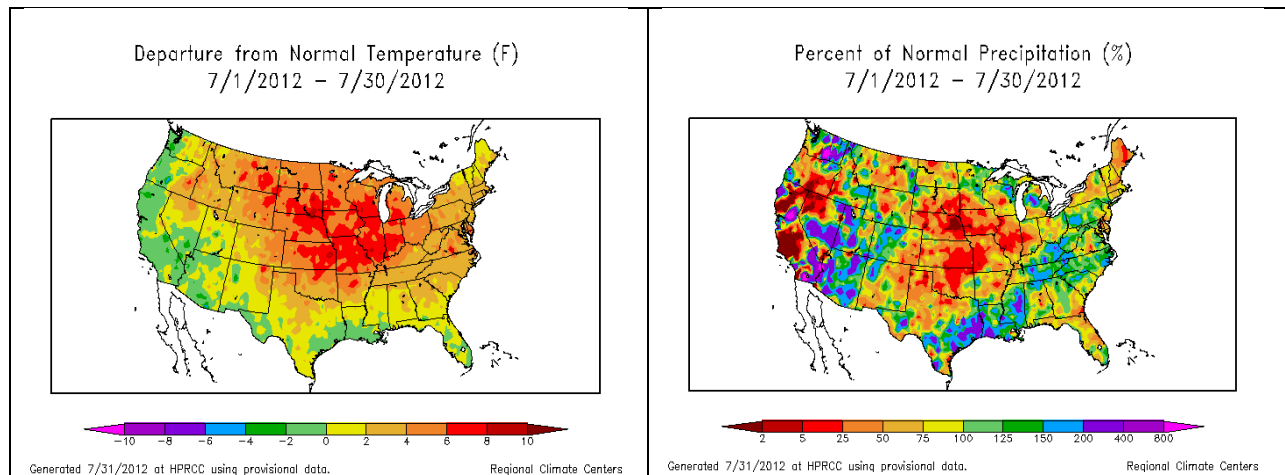 Departure from Normal Temperature (F)
7/1/2012 – 7/30/2012
-10 -8 -6 -4 -2 0 2 4 6 8 10
Generated 7/31/2012 at HPRCC using provisional data. Regional Climate Centers
Percent of Normal Precipitation (%)
7/1/2012 – 7/30/2012
2 5 25 50 75 100 125 150 200 400 800
Generated 7/31/2012 at HPRCC using provisional data. Regional Climate Centers